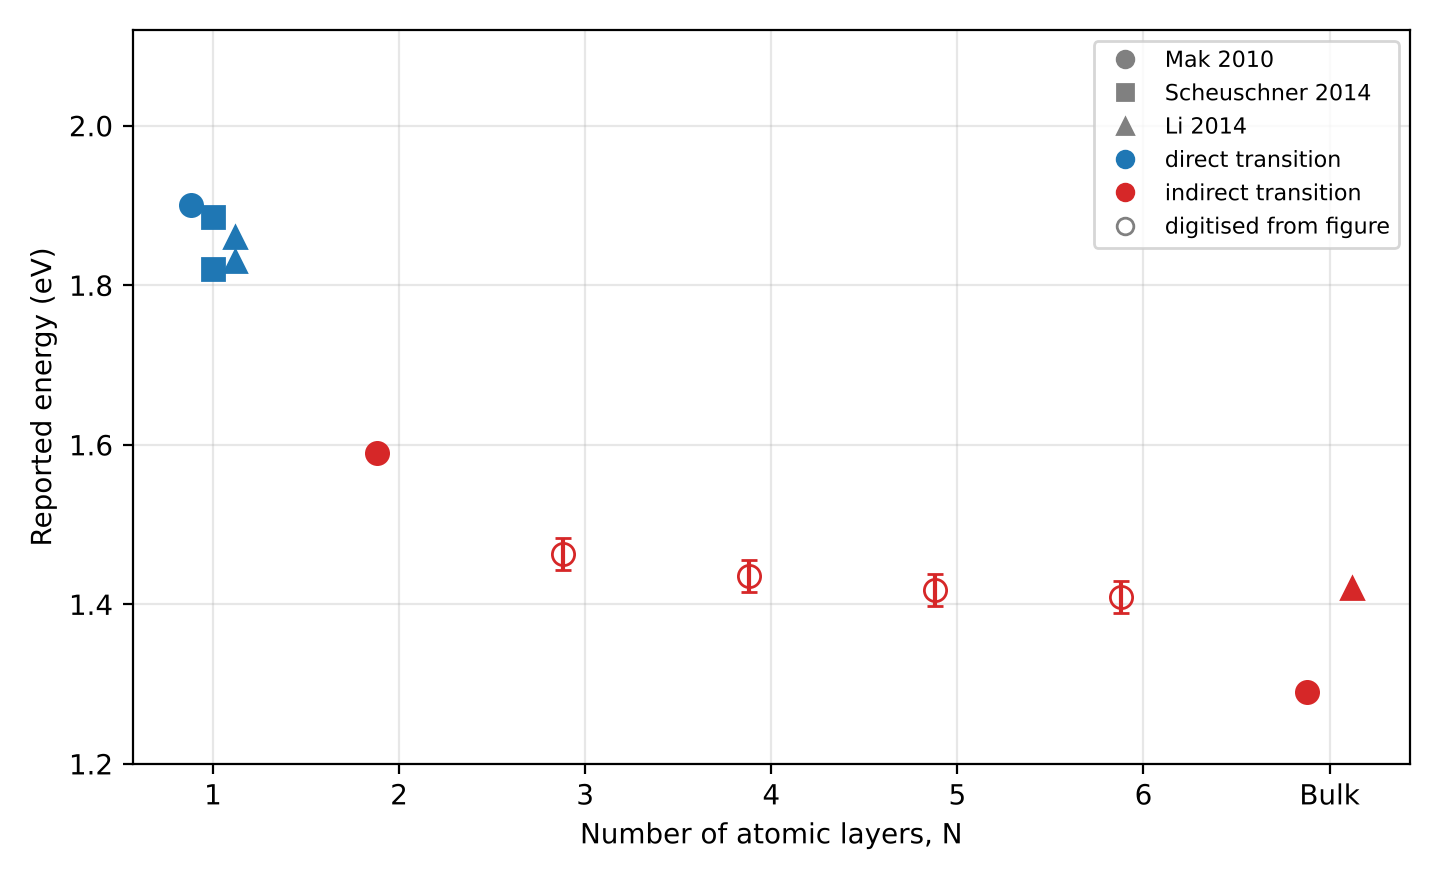 Mak 2010
Scheuschner 2014
Li 2014
direct transition
indirect transition
digitised from figure
Reported energy (eV)
2.0
1.8
1.6
1.4
1.2
1 2 3 4 5 6 Bulk
Number of atomic layers, N